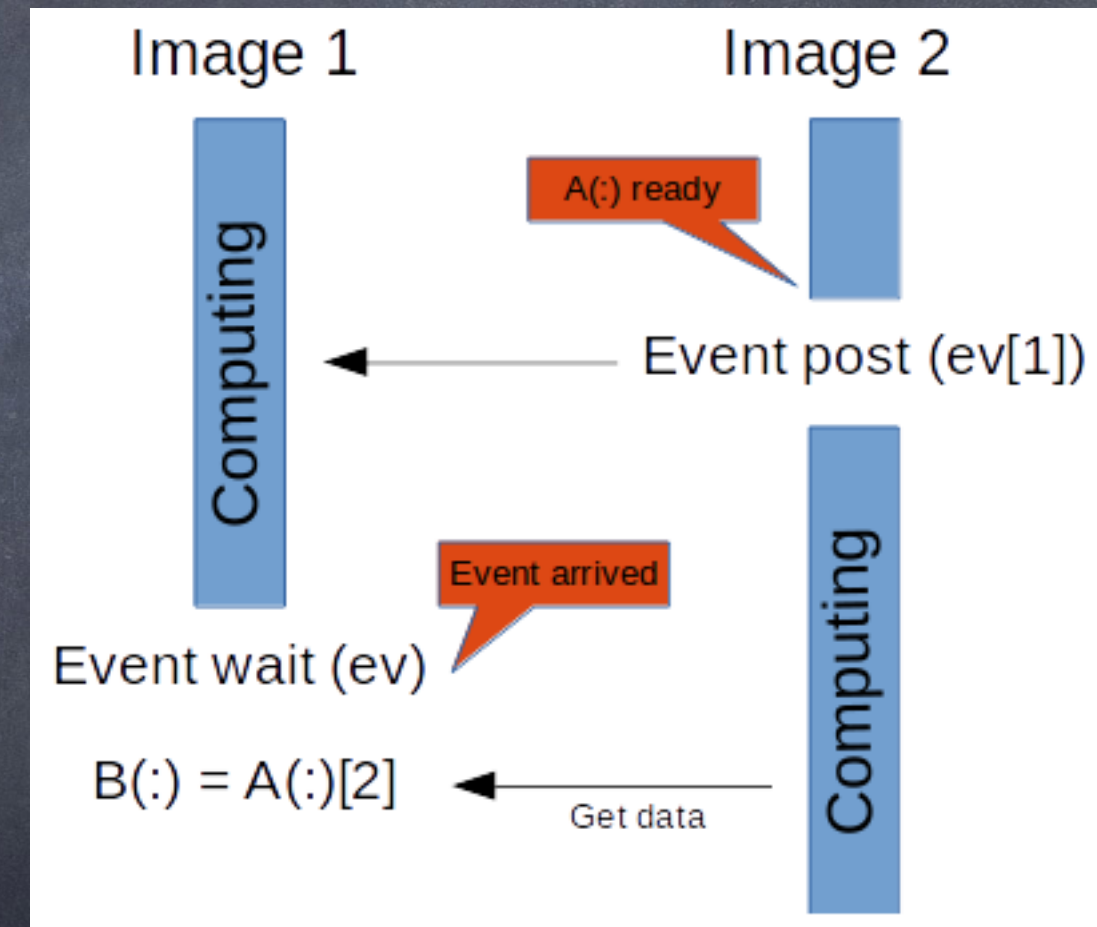 Image 1
Image 2
A(:) ready
Computing
Event post (ev[1])
Event arrived
Computing
Event wait (ev)
B(:) = A(:)[2]
Get data